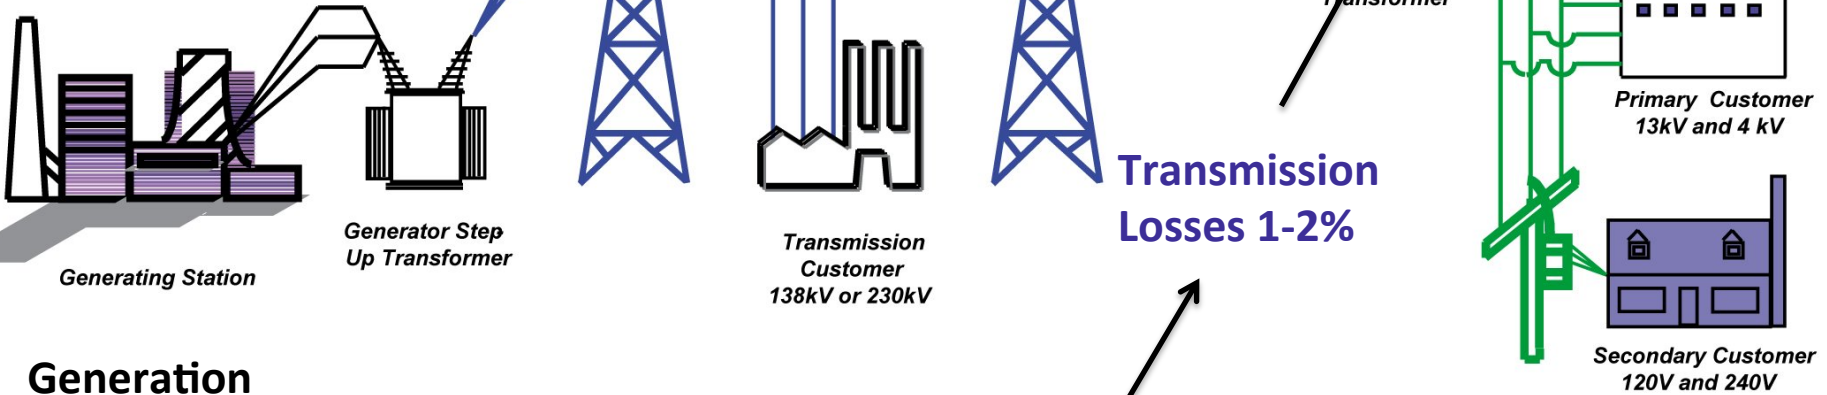 Transformer
Primary Customer
13kV and 4 kV
Transmission
Losses 1-2%
Generator Step
Up Transformer
Transmission
Customer
138kV or 230kV
Generating Station
Secondary Customer
120V and 240V
Generation